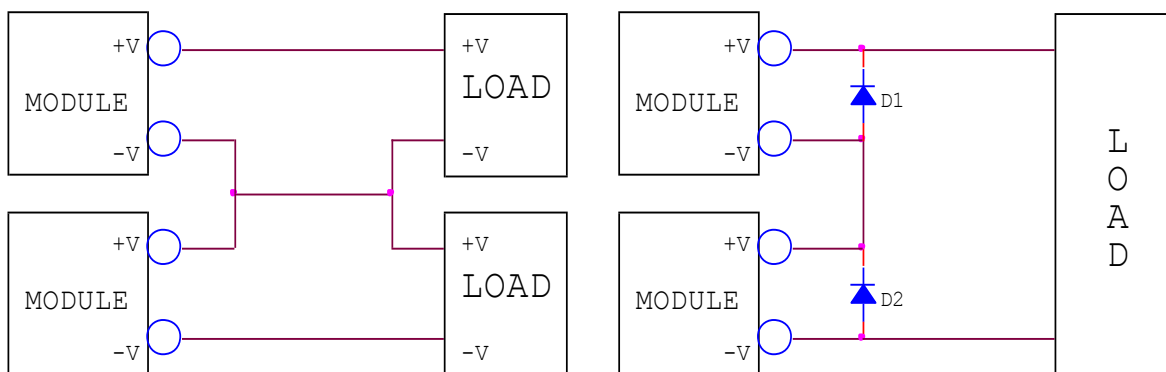 +V
MODULE
-V
+V
LOAD
-V
+V
MODULE
-V
+V
LOAD
-V
+V
MODULE
-V
D1
+V
MODULE
-V
D2
L
O
A
D